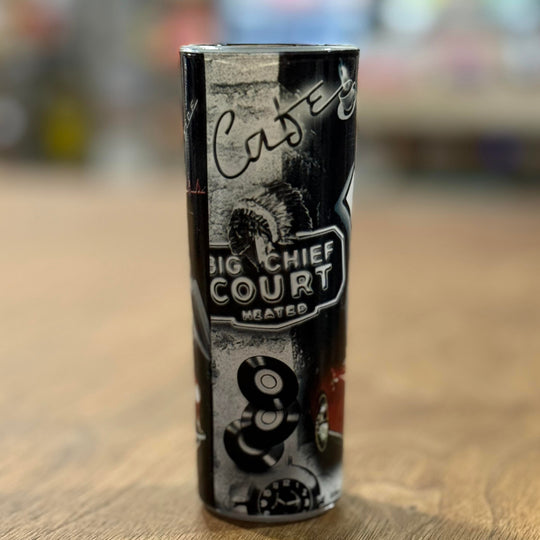 Cafe
BIG CHIEF
COURT
HEATED